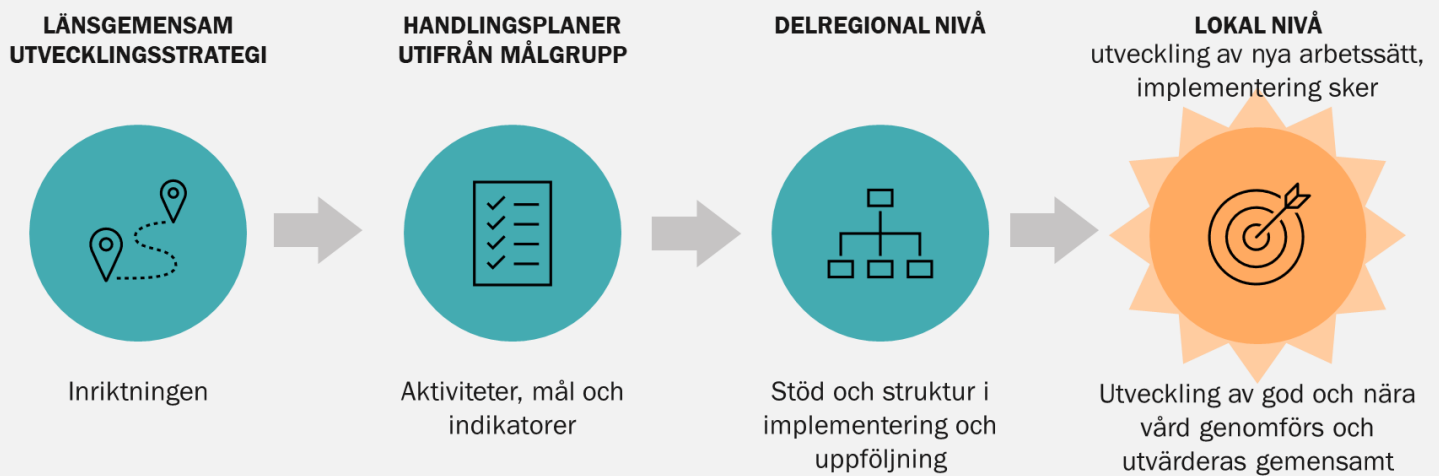 LÄNSGEMENSAM
UTVECKLINGSSTRATEGI
Inriktningen
HANDLINGSPLANER
UTIFRÅN MÅLGRUPP
Aktiviteter, mål och
indikatorer
DELREGIONAL NIVÅ
Stöd och struktur i
implementering och
uppföljning
LOKAL NIVÅ
utveckling av nya arbetssätt,
implementering sker
Utveckling av god och nära
vård genomförs och
utvärderas gemensamt